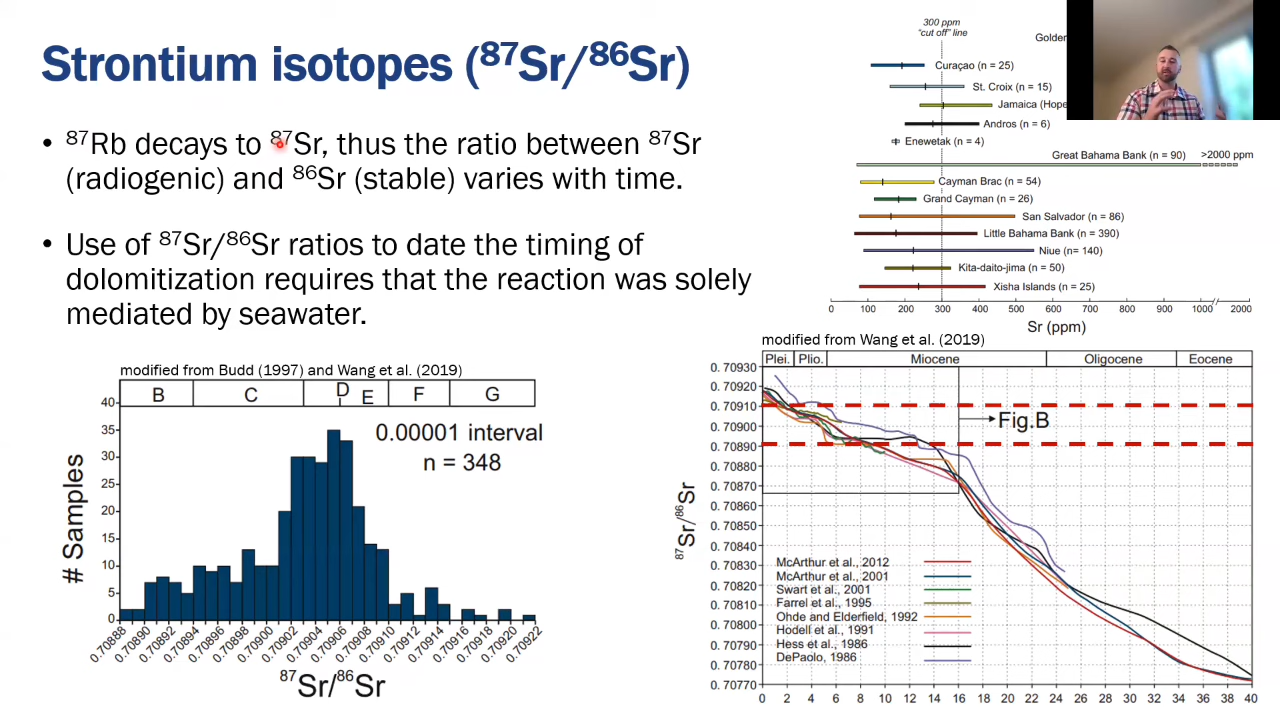 Strontium isotopes (⁸⁷Sr/⁸⁶Sr)
• ⁸⁷Rb decays to ⁸⁷Sr, thus the ratio between ⁸⁷Sr
(radiogenic) and ⁸⁶Sr (stable) varies with time.
• Use of ⁸⁷Sr/⁸⁶Sr ratios to date the timing of
dolomitization requires that the reaction was solely
mediated by seawater.
300 ppm
"cut off" line
Golden
Curaçao (n = 25)
St. Croix (n = 15)
Jamaica (Hope
Andros (n = 6)
Enewetak (n = 4)
Great Bahama Bank (n = 90) >2000 ppm
Cayman Brac (n = 54)
Grand Cayman (n = 26)
San Salvador (n = 86)
Little Bahama Bank (n = 390)
Niue (n= 140)
Kita-daito-jima (n = 50)
Xisha Islands (n = 25)
0 100 200 300 400 500 600 700 800 900 1000 2000
Sr (ppm)
modified from Budd (1997) and Wang et al. (2019)
B C D E F G
0.00001 interval
n = 348
# Samples
40
35
30
25
20
15
10
5
0
0.70888 0.70890 0.70892 0.70894 0.70896 0.70898 0.70900 0.70902 0.70904 0.70906 0.70908 0.70910 0.70912 0.70914 0.70916 0.70918 0.70920 0.70922
⁸⁷Sr/⁸⁶Sr
modified from Wang et al. (2019)
Plei. Plio. Miocene Oligocene Eocene
Fig.B
⁸⁷Sr/⁸⁶Sr
0. 70930
0. 70920
0. 70910
0. 70900
0. 70890
0. 70880
0. 70870
0. 70860
0. 70850
0. 70840
0. 70830
0. 70820
0. 70810
0. 70800
0. 70790
0. 70780
0. 70770
McArthur et al., 2012
McArthur et al., 2001
Swart et al., 2001
Farrel et al., 1995
Ohde and Elderfield, 1992
Hodell et al., 1991
Hess et al., 1986
DePaolo, 1986
0 2 4 6 8 10 12 14 16 18 20 22 24 26 28 30 32 34 36 38 40